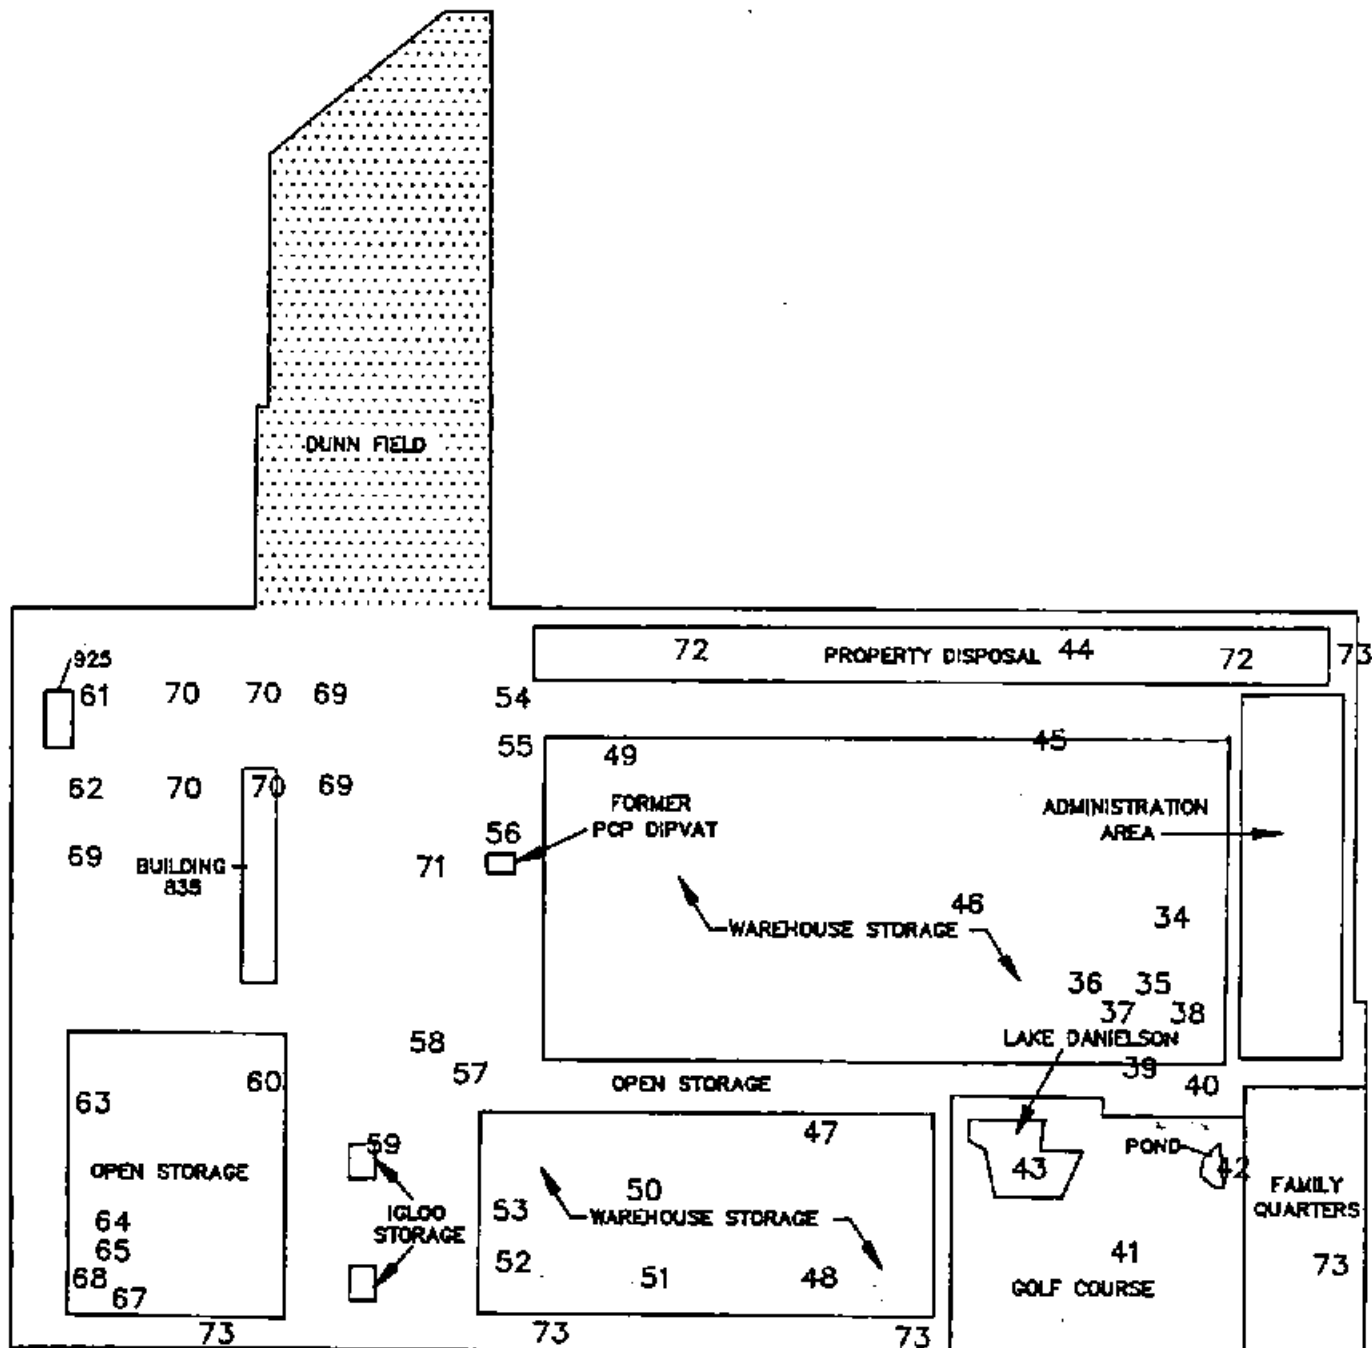 DUNN FIELD
72 PROPERTY DISPOSAL 44 72 73
925
61 70 70 69 54
55 49 45
62 70 70 69
FORMER
PCP DIPVAT
ADMINISTRATION
AREA
56
69 BUILDING
835
71
46 34
WAREHOUSE STORAGE
36 35
37 38
LAKE DANIELSON
58
39
57 OPEN STORAGE 40
60
63
47
59
POND
43 42
OPEN STORAGE
FAMILY
QUARTERS
50
53
IGLOO
STORAGE
WAREHOUSE STORAGE
64
65
52
41
68 51 48 73
67
GOLF COURSE
73 73 73